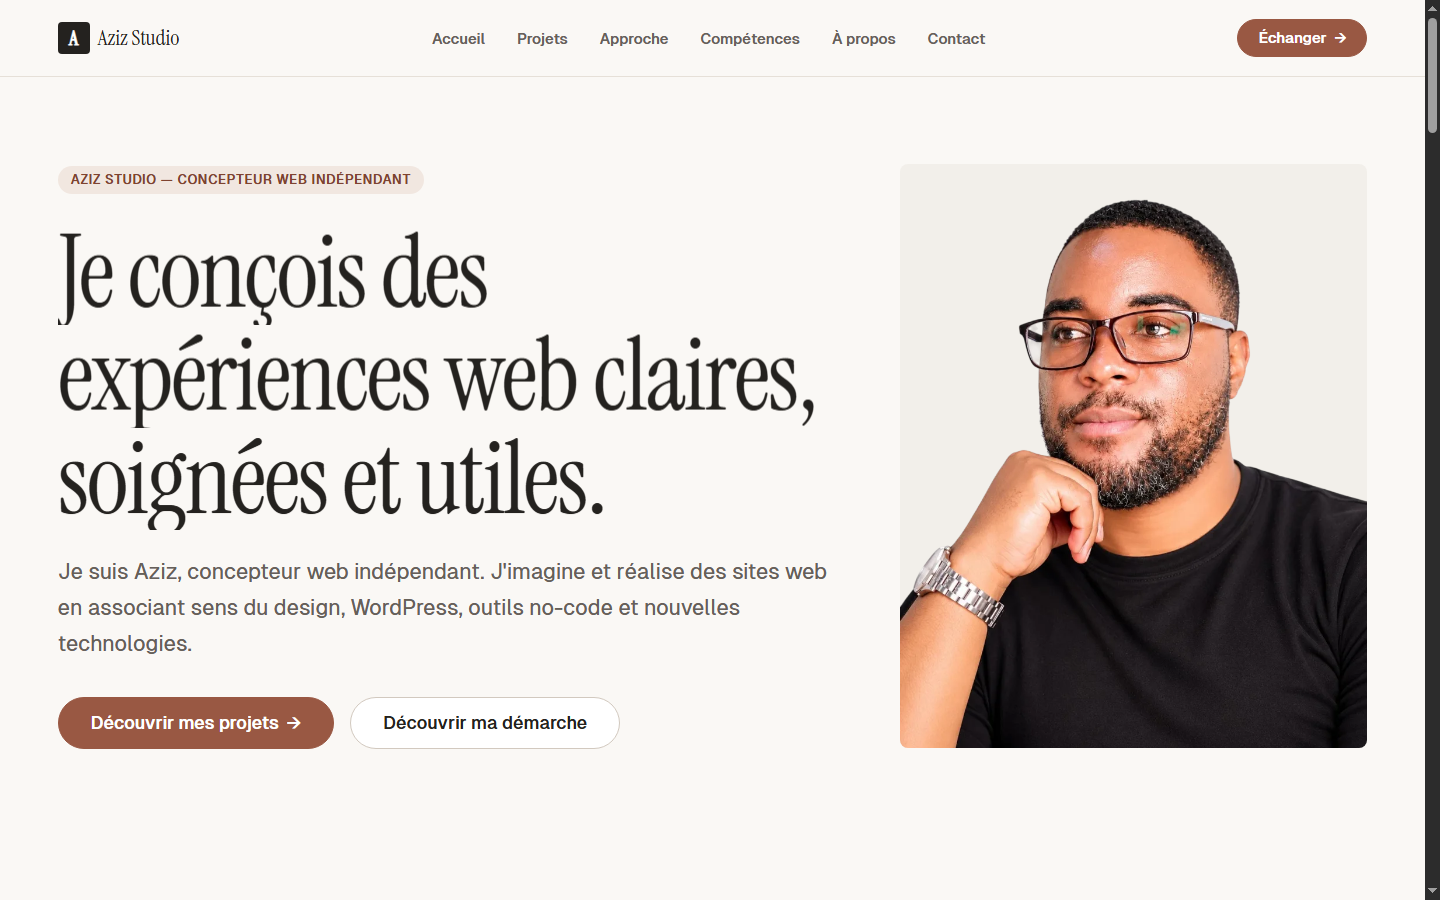 A Aziz Studio
Accueil Projets Approche Compétences À propos Contact
Échanger →
AZIZ STUDIO — CONCEPTEUR WEB INDÉPENDANT
Je conçois des
expériences web claires,
soignées et utiles.
Je suis Aziz, concepteur web indépendant. J'imagine et réalise des sites web
en associant sens du design, WordPress, outils no-code et nouvelles
technologies.
Découvrir mes projets →
Découvrir ma démarche